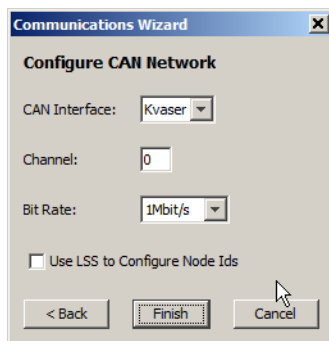 Communications Wizard
Configure CAN Network
CAN Interface: Kvaser
Channel: 0
Bit Rate: 1Mbit/s
Use LSS to Configure Node Ids
< Back Finish Cancel